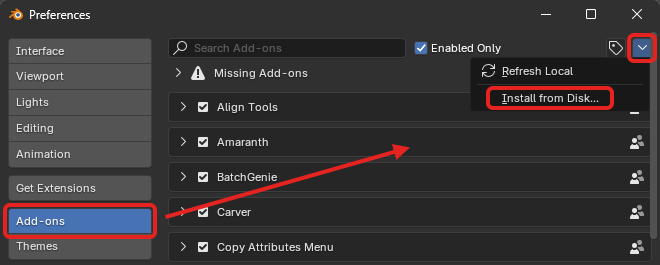 Preferences
Interface
Viewport
Lights
Editing
Animation
Get Extensions
Add-ons
Themes
Search Add-ons
Enabled Only
Missing Add-ons
Refresh Local
Install from Disk...
Align Tools
Amaranth
BatchGenie
Carver
Copy Attributes Menu